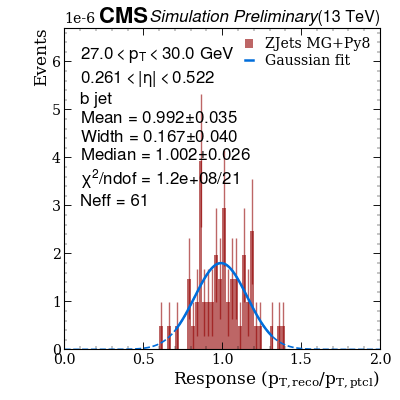 1e-6 CMS Simulation Preliminary (13 TeV)
Events
27.0 < p_T < 30.0 GeV
0.261 < |η| < 0.522
b jet
Mean = 0.992±0.035
Width = 0.167±0.040
Median = 1.002±0.026
χ²/ndof = 1.2e+08/21
Neff = 61
ZJets MG+Py8
Gaussian fit
6
5
4
3
2
1
0
0.0 0.5 1.0 1.5 2.0
Response (p_T,reco/p_T,ptcl)